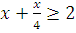 x + x/4 ≥ 2